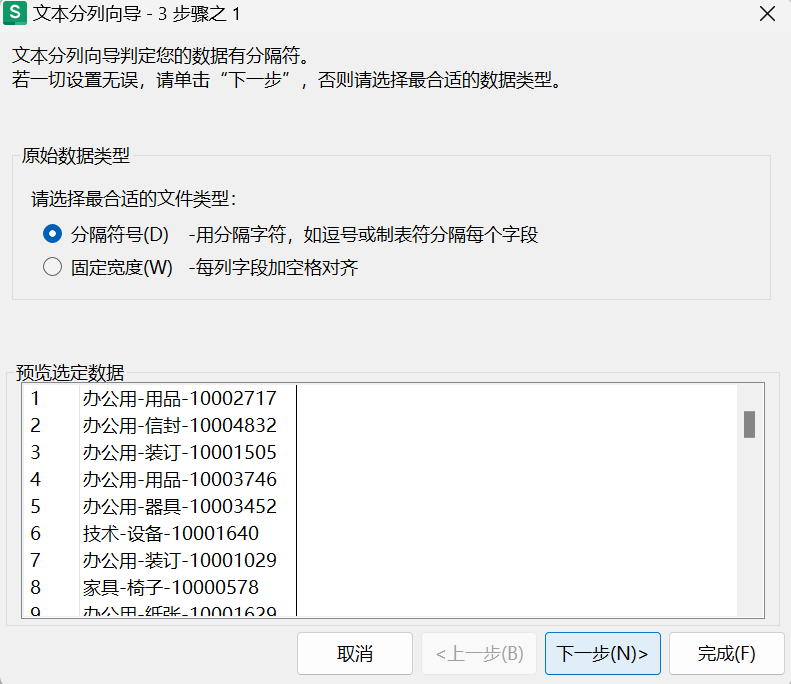 S 文本分列向导 - 3 步骤之 1
文本分列向导判定您的数据有分隔符。
若一切设置无误，请单击“下一步”，否则请选择最合适的数据类型。
原始数据类型
请选择最合适的文件类型：
分隔符号(D) -用分隔字符，如逗号或制表符分隔每个字段
固定宽度(W) -每列字段加空格对齐
预览选定数据
1 办公用-用品-10002717
2 办公用-信封-10004832
3 办公用-装订-10001505
4 办公用-用品-10003746
5 办公用-器具-10003452
6 技术-设备-10001640
7 办公用-装订-10001029
8 家具-椅子-10000578
9 办公用-纸张-10001629
取消 <上一步(B) 下一步(N)> 完成(F)